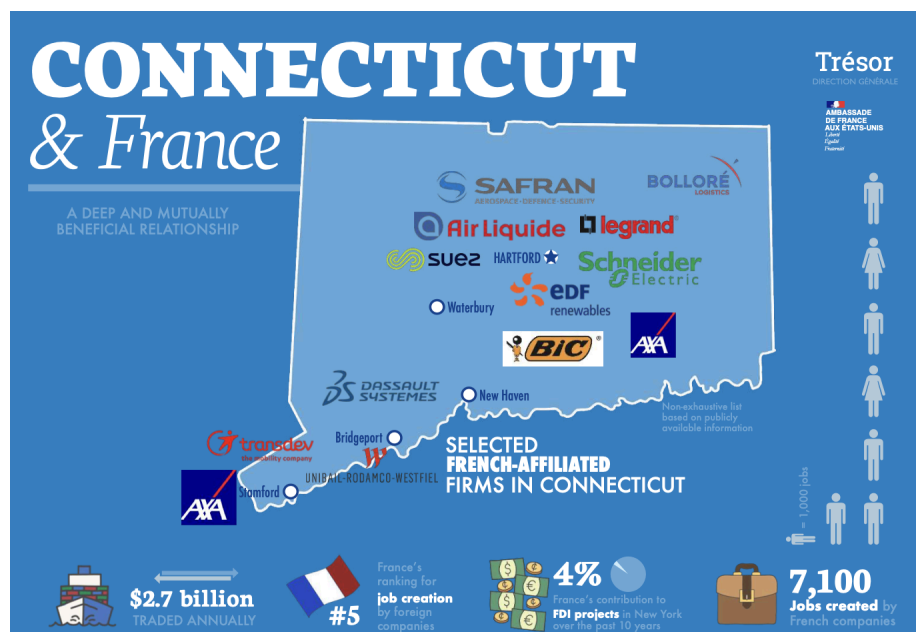 CONNECTICUT
& France
A DEEP AND MUTUALLY
BENEFICIAL RELATIONSHIP
Trésor
DIRECTION GÉNÉRALE
AMBASSADE
DE FRANCE
AUX ÉTATS-UNIS
Liberté
Égalité
Fraternité
SAFRAN
AEROSPACE · DEFENCE · SECURITY
BOLLORÉ
LOGISTICS
Air Liquide
legrand®
suez
HARTFORD
Schneider
Electric
eDF
renewables
Waterbury
BiC®
AXA
DASSAULT
SYSTEMES
New Haven
Non-exhaustive list
based on publicly
available information
transdev
the mobility company
Bridgeport
UNIBAIL-RODAMCO-WESTFIEL
AXA
Stamford
SELECTED
FRENCH-AFFILIATED
FIRMS IN CONNECTICUT
= 1,000 jobs
$2.7 billion
TRADED ANNUALLY
#5
France's
ranking for
job creation
by foreign
companies
4%
France's contribution to
FDI projects in New York
over the past 10 years
7,100
Jobs created by
French companies